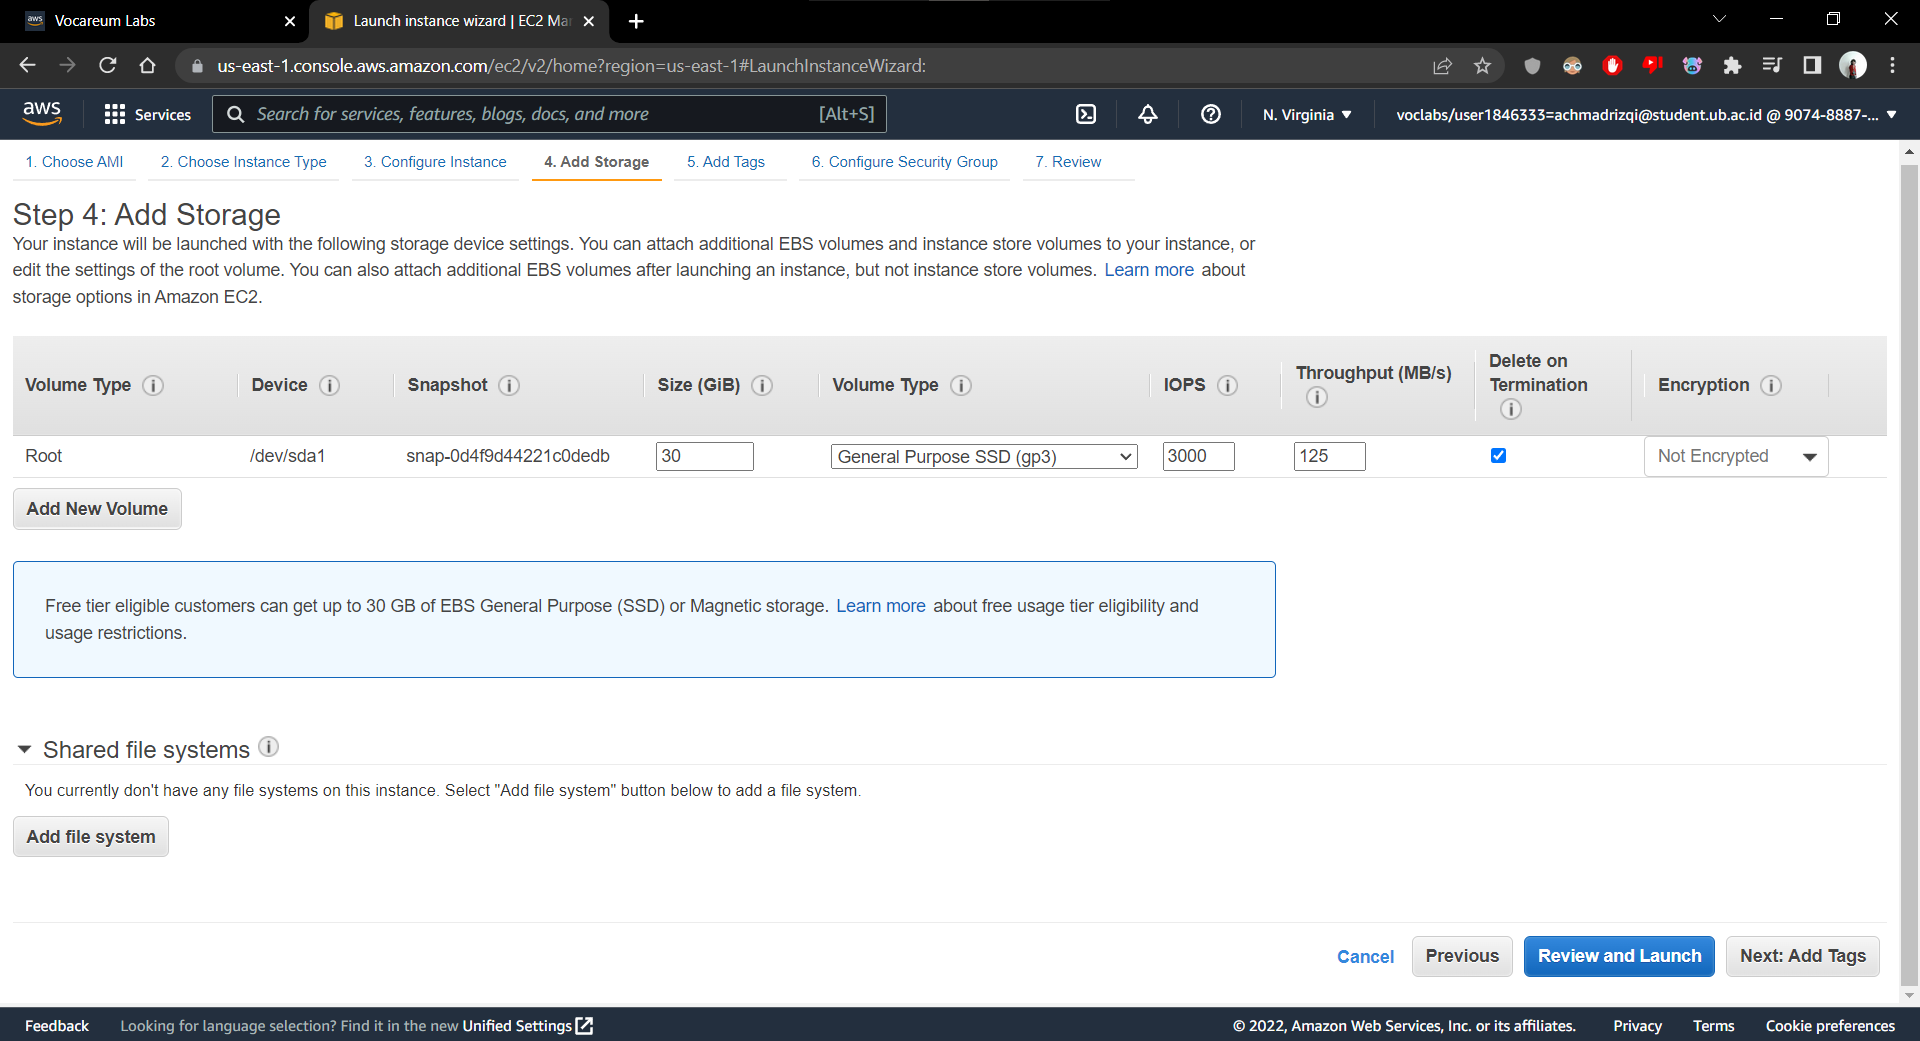 Vocareum Labs
Launch instance wizard | EC2 Mar
us-east-1.console.aws.amazon.com/ec2/v2/home?region=us-east-1#LaunchInstanceWizard:
aws
Services
Search for services, features, blogs, docs, and more
[Alt+S]
N. Virginia
voclabs/user1846333=achmadrizqi@student.ub.ac.id @ 9074-8887-...
1. Choose AMI
2. Choose Instance Type
3. Configure Instance
4. Add Storage
5. Add Tags
6. Configure Security Group
7. Review
Step 4: Add Storage
Your instance will be launched with the following storage device settings. You can attach additional EBS volumes and instance store volumes to your instance, or
edit the settings of the root volume. You can also attach additional EBS volumes after launching an instance, but not instance store volumes. Learn more about
storage options in Amazon EC2.
Volume Type
Device
Snapshot
Size (GiB)
Volume Type
IOPS
Throughput (MB/s)
Delete on
Termination
Encryption
Root
/dev/sda1
snap-0d4f9d44221c0dedb
30
General Purpose SSD (gp3)
3000
125
Not Encrypted
Add New Volume
Free tier eligible customers can get up to 30 GB of EBS General Purpose (SSD) or Magnetic storage. Learn more about free usage tier eligibility and
usage restrictions.
Shared file systems
You currently don't have any file systems on this instance. Select "Add file system" button below to add a file system.
Add file system
Cancel
Previous
Review and Launch
Next: Add Tags
Feedback
Looking for language selection? Find it in the new Unified Settings
© 2022, Amazon Web Services, Inc. or its affiliates.
Privacy
Terms
Cookie preferences